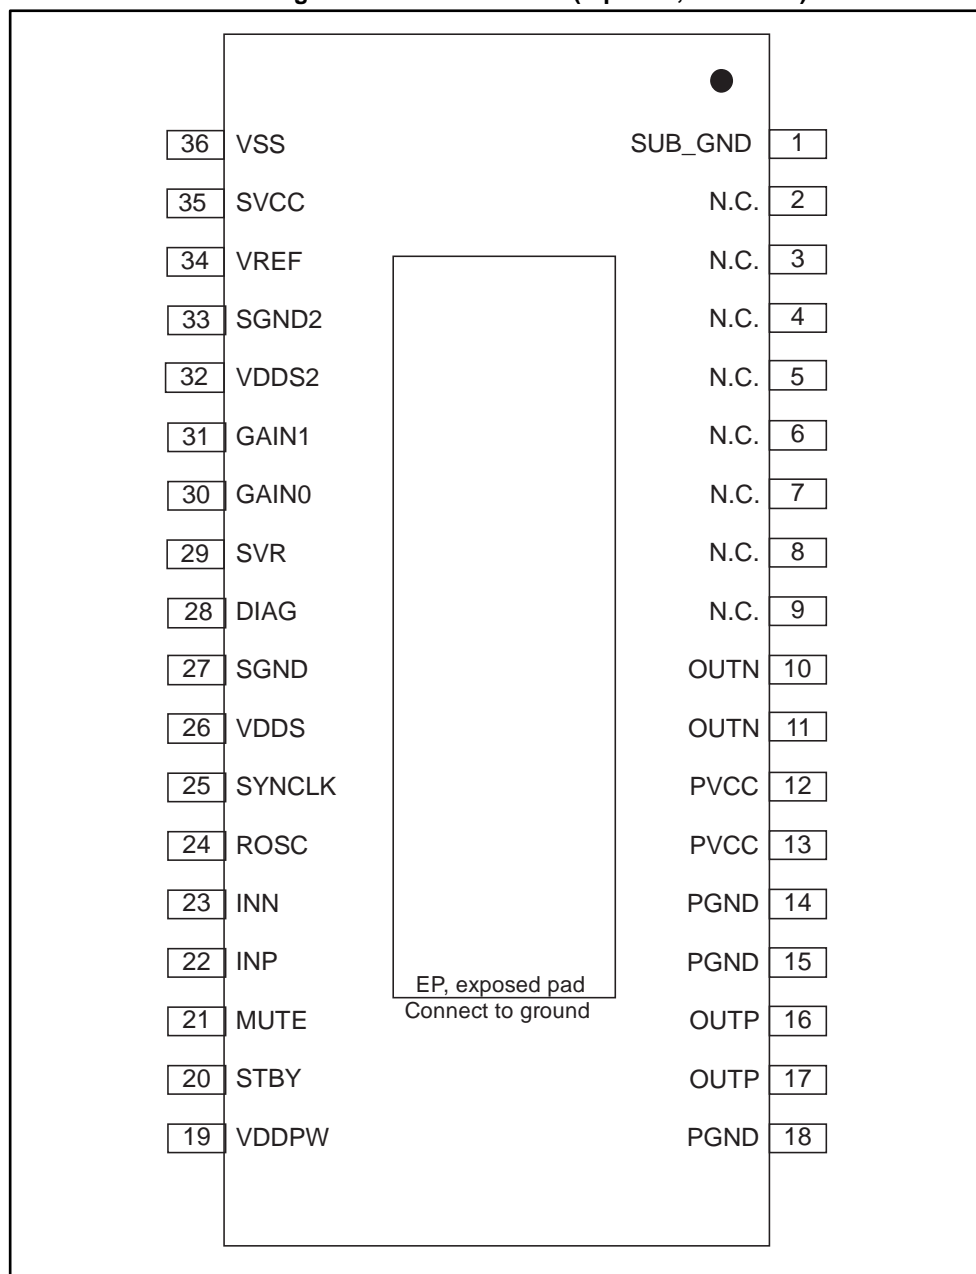 36 VSS SUB_GND 1
35 SVCC N.C. 2
34 VREF N.C. 3
33 SGND2 N.C. 4
32 VDDS2 N.C. 5
31 GAIN1 N.C. 6
30 GAIN0 N.C. 7
29 SVR N.C. 8
28 DIAG N.C. 9
27 SGND OUTN 10
26 VDDS OUTN 11
25 SYNCLK PVCC 12
24 ROSC PVCC 13
23 INN PGND 14
22 INP PGND 15
EP, exposed pad
Connect to ground
21 MUTE OUTP 16
20 STBY OUTP 17
19 VDDPW PGND 18